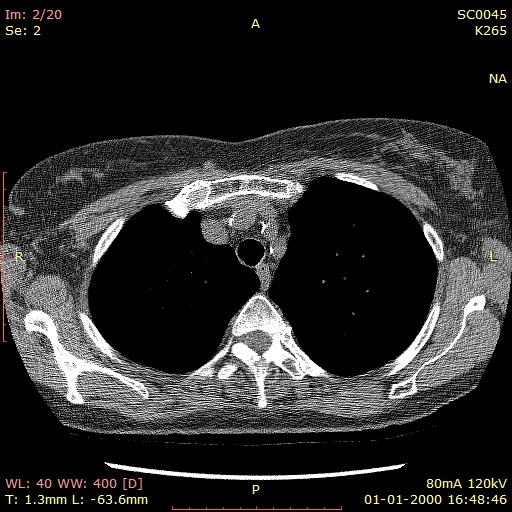 Im: 2/20
SC0045
Se: 2
A
K265
NA
R
L
WL: 40 WW: 400 [D]
80mA 120kV
T: 1.3mm L: -63.6mm
P
01-01-2000 16:48:46